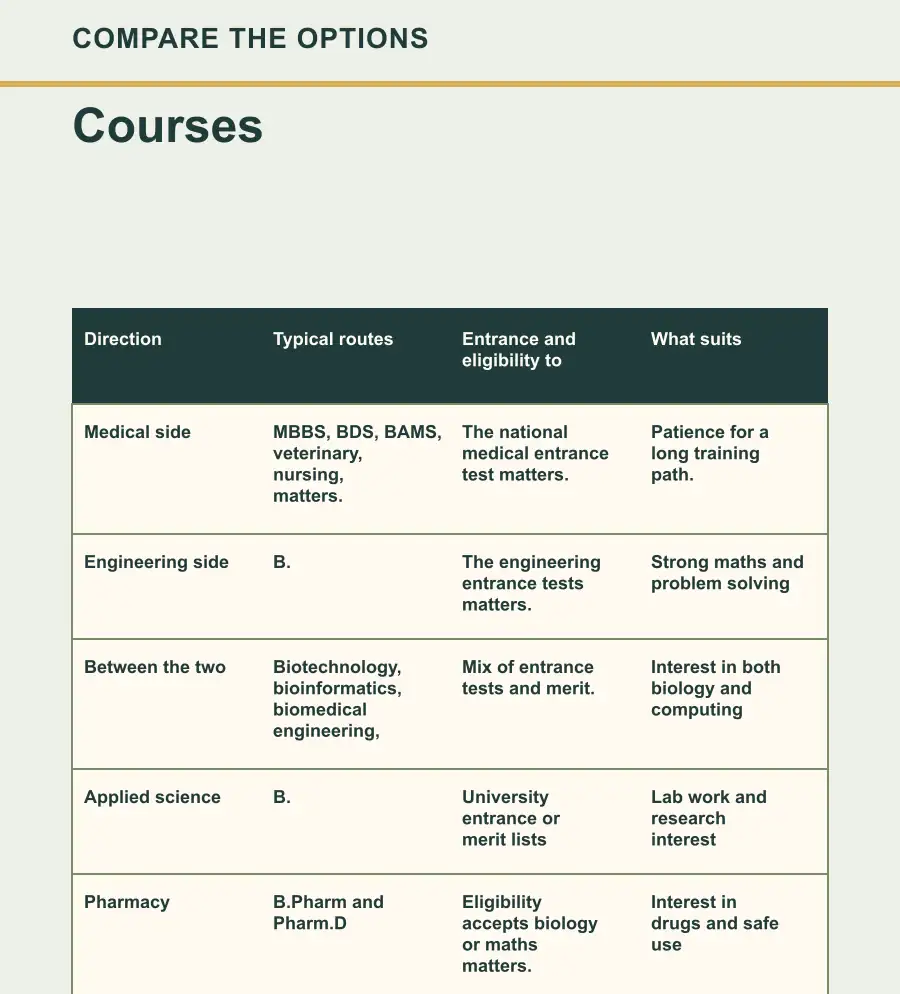 COMPARE THE OPTIONS
Courses
Direction
Typical routes
Entrance and
eligibility to
What suits
Medical side
MBBS, BDS, BAMS,
veterinary,
nursing,
matters.
The national
medical entrance
test matters.
Patience for a
long training
path.
Engineering side
B.
The engineering
entrance tests
matters.
Strong maths and
problem solving
Between the two
Biotechnology,
bioinformatics,
biomedical
engineering,
Mix of entrance
tests and merit.
Interest in both
biology and
computing
Applied science
B.
University
entrance or
merit lists
Lab work and
research
interest
Pharmacy
B.Pharm and
Pharm.D
Eligibility
accepts biology
or maths
matters.
Interest in
drugs and safe
use